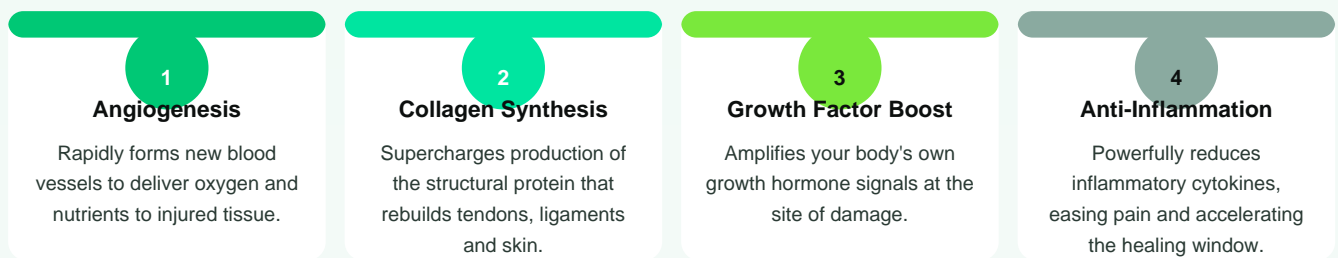 1
Angiogenesis
Rapidly forms new blood
vessels to deliver oxygen and
nutrients to injured tissue.
2
Collagen Synthesis
Supercharges production of
the structural protein that
rebuilds tendons, ligaments
and skin.
3
Growth Factor Boost
Amplifies your body's own
growth hormone signals at the
site of damage.
4
Anti-Inflammation
Powerfully reduces
inflammatory cytokines,
easing pain and accelerating
the healing window.